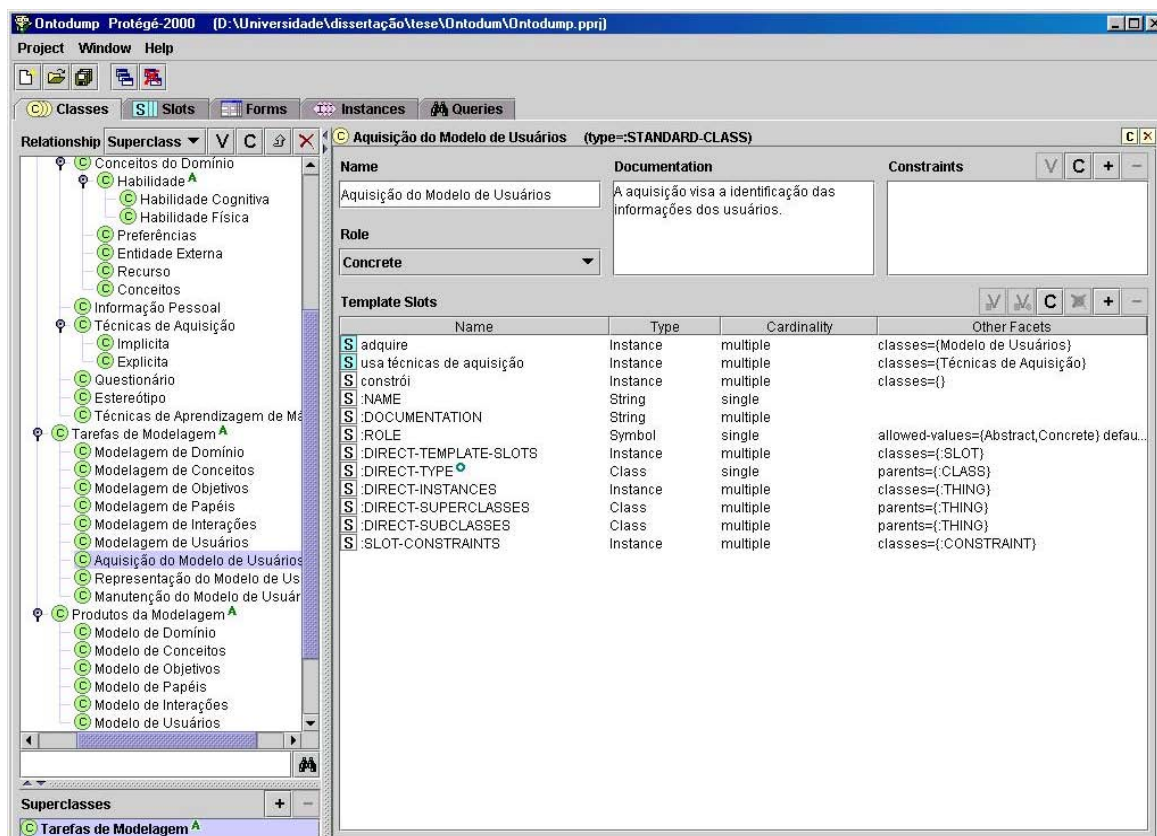 Ontodump Protégé-2000 (D:\Universidade\dissertação\tese\Ontodum\Ontodump.pprj)
Project Window Help
Classes Slots Forms Instances Queries
Relationship Superclass V C
Conceitos do Domínio
Habilidade A
Habilidade Cognitiva
Habilidade Física
Preferências
Entidade Externa
Recurso
Conceitos
Informação Pessoal
Técnicas de Aquisição
Implicita
Explicita
Questionário
Estereótipo
Técnicas de Aprendizagem de Má
Tarefas de Modelagem A
Modelagem de Domínio
Modelagem de Conceitos
Modelagem de Objetivos
Modelagem de Papéis
Modelagem de Interações
Modelagem de Usuários
Aquisição do Modelo de Usuários
Representação do Modelo de Us
Manutenção do Modelo de Usuár
Produtos da Modelagem A
Modelo de Domínio
Modelo de Conceitos
Modelo de Objetivos
Modelo de Papéis
Modelo de Interações
Modelo de Usuários
Superclasses + −
Tarefas de Modelagem A
C Aquisição do Modelo de Usuários (type=:STANDARD-CLASS) C ×
Name Documentation Constraints V C + −
Aquisição do Modelo de Usuários
A aquisição visa a identificação das
informações dos usuários.
Role
Concrete
Template Slots C + −
Name Type Cardinality Other Facets
S adquire Instance multiple classes={Modelo de Usuários}
S usa técnicas de aquisição Instance multiple classes={Técnicas de Aquisição}
S constrói Instance multiple classes={}
S :NAME String single
S :DOCUMENTATION String multiple
S :ROLE Symbol single allowed-values={Abstract,Concrete} defau...
S :DIRECT-TEMPLATE-SLOTS Instance multiple classes={:SLOT}
S :DIRECT-TYPE Class single parents={:CLASS}
S :DIRECT-INSTANCES Instance multiple classes={:THING}
S :DIRECT-SUPERCLASSES Class multiple parents={:THING}
S :DIRECT-SUBCLASSES Class multiple parents={:THING}
S :SLOT-CONSTRAINTS Instance multiple classes={:CONSTRAINT}